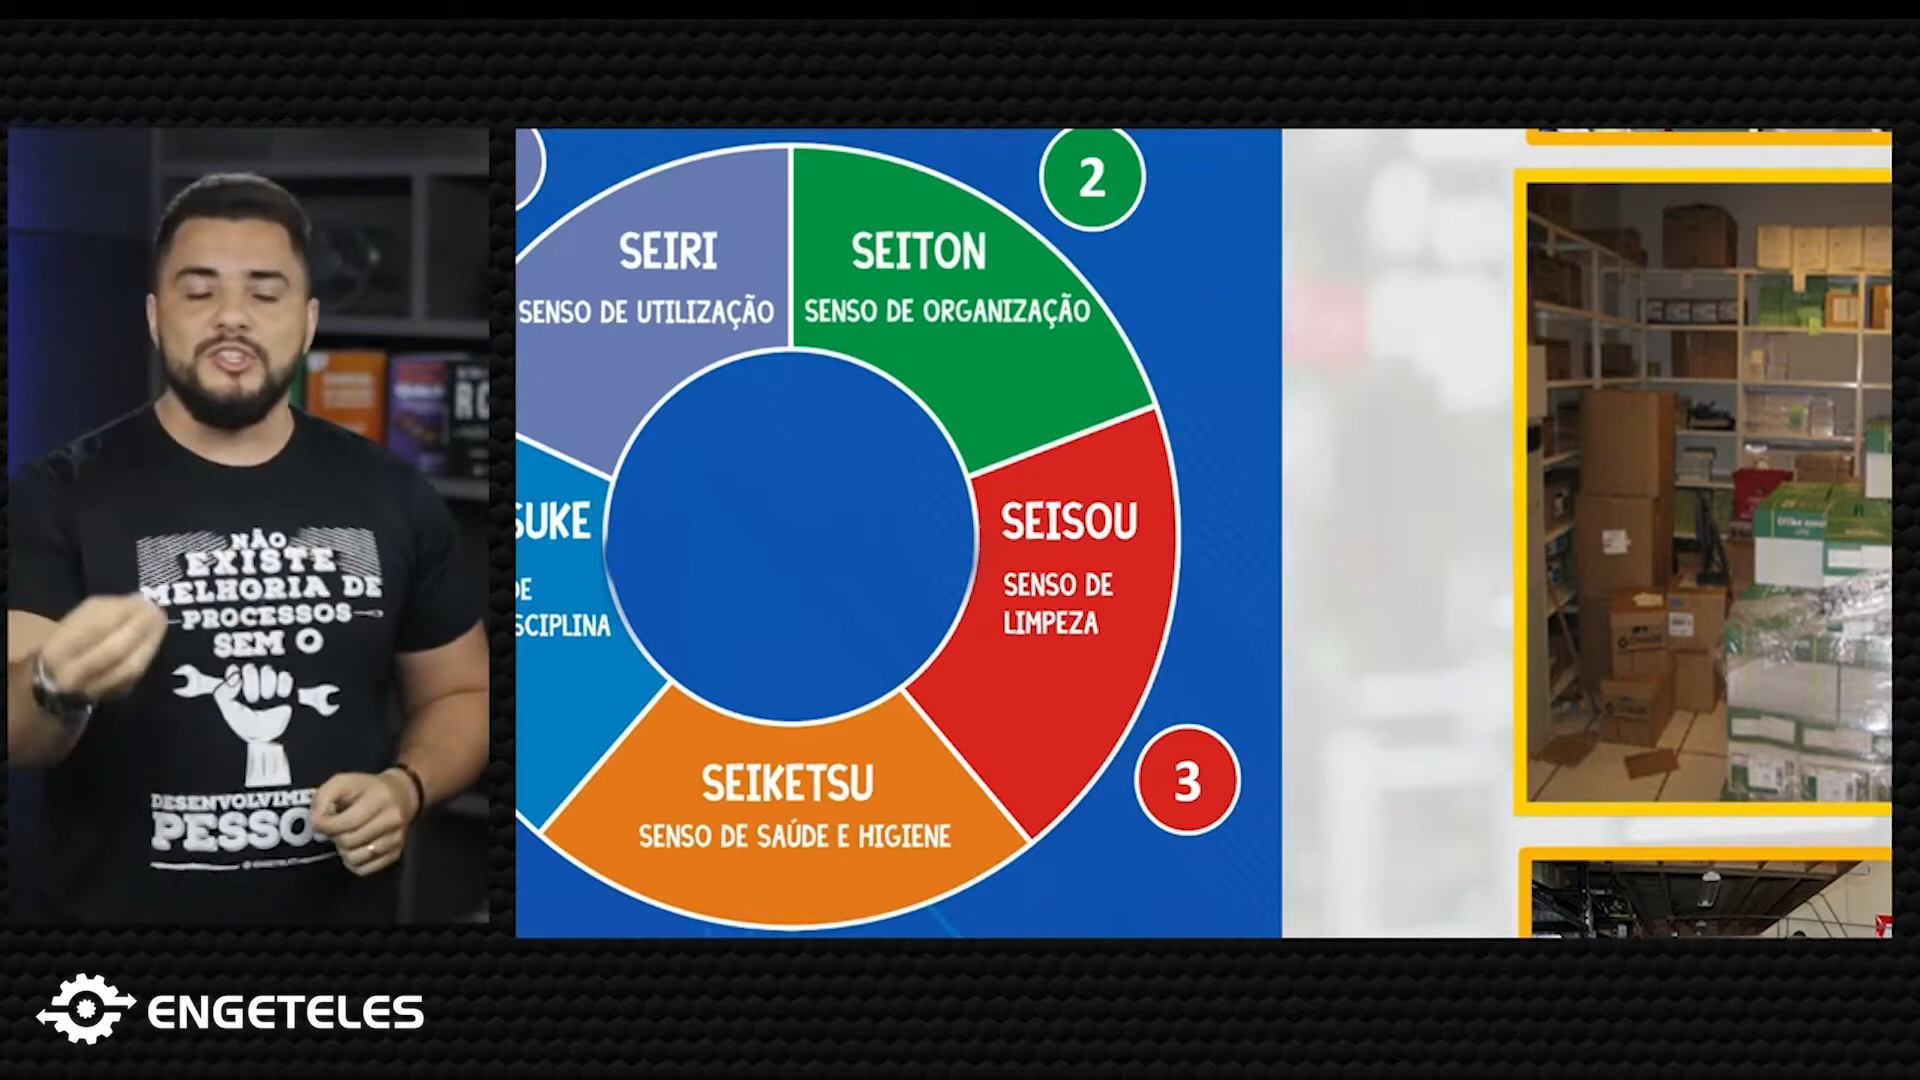 NÃO
EXISTE
MELHORIA DE
PROCESSOS
SEM O
DESENVOLVIME
PESSO
ENGETELES
2
SEIRI
SENSO DE UTILIZAÇÃO
SEITON
SENSO DE ORGANIZAÇÃO
SUKE
DE
SCIPLINA
SEISOU
SENSO DE
LIMPEZA
3
SEIKETSU
SENSO DE SAÚDE E HIGIENE